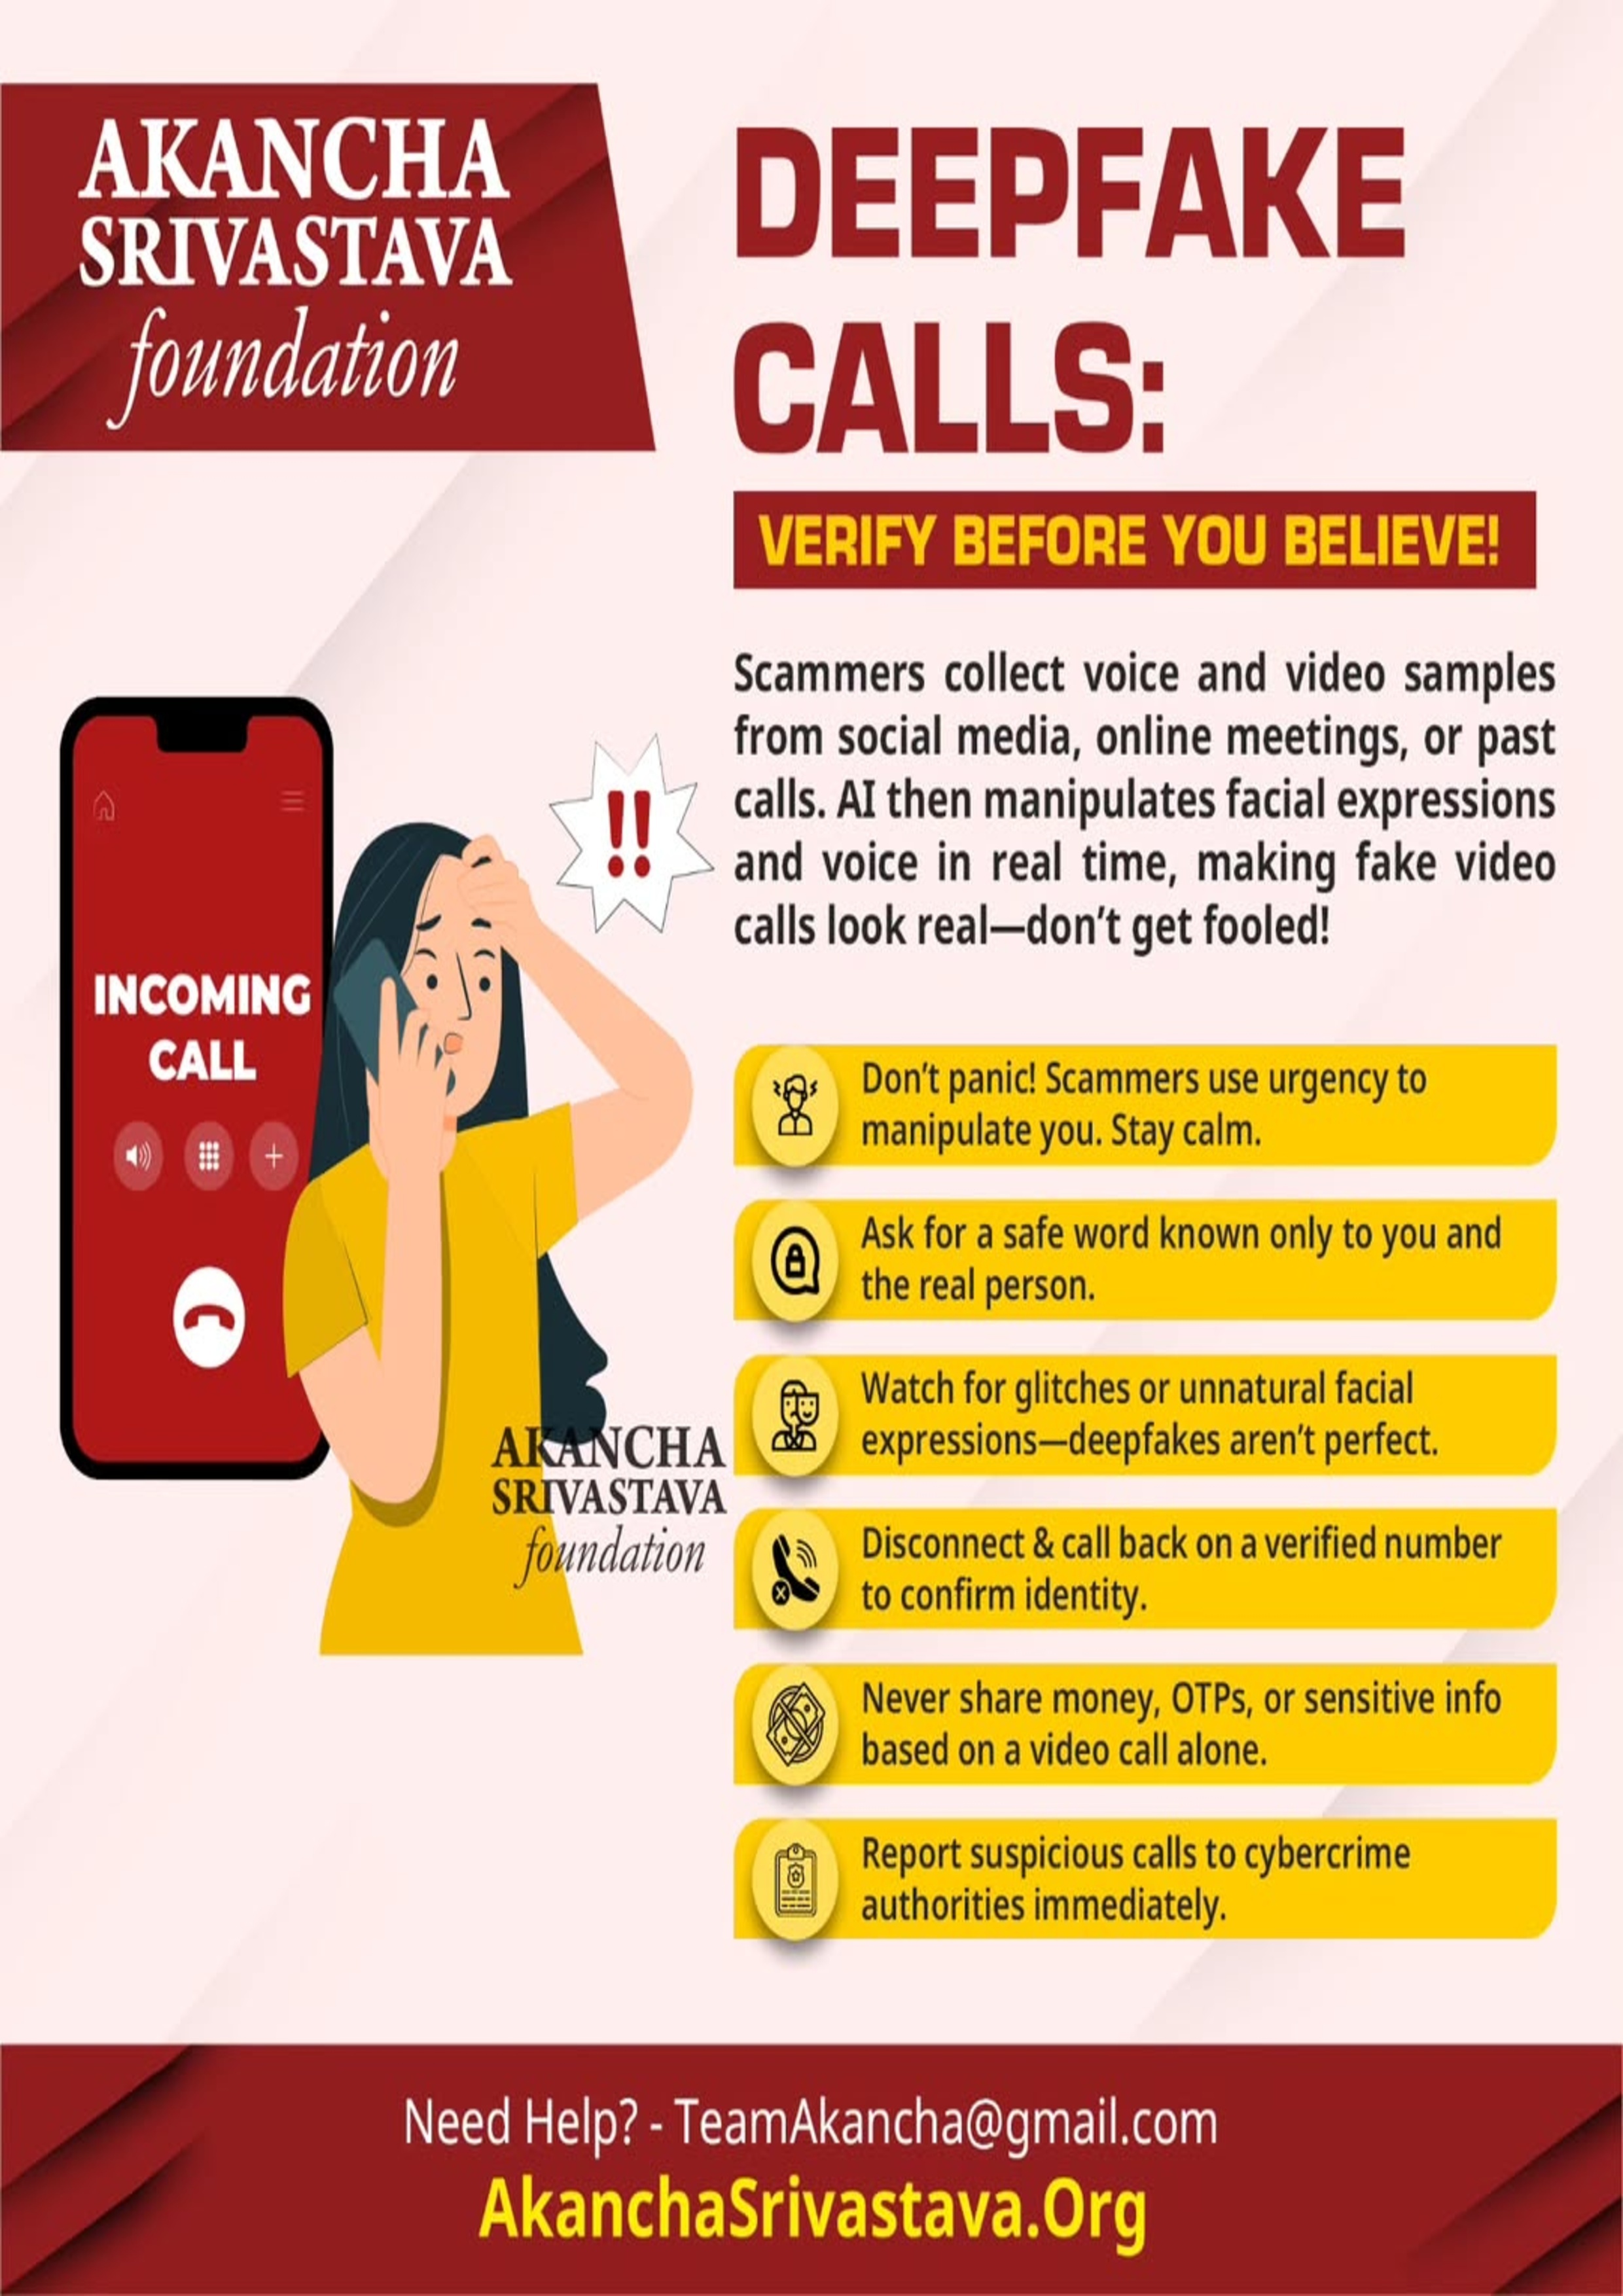 AKANCHA
SRIVASTAVA
foundation
DEEPFAKE
CALLS:
VERIFY BEFORE YOU BELIEVE!
Scammers collect voice and video samples
from social media, online meetings, or past
calls. AI then manipulates facial expressions
and voice in real time, making fake video
calls look real—don't get fooled!
INCOMING
CALL
!!
Don't panic! Scammers use urgency to
manipulate you. Stay calm.
Ask for a safe word known only to you and
the real person.
Watch for glitches or unnatural facial
expressions—deepfakes aren't perfect.
AKANCHA
SRIVASTAVA
foundation
Disconnect & call back on a verified number
to confirm identity.
Never share money, OTPs, or sensitive info
based on a video call alone.
Report suspicious calls to cybercrime
authorities immediately.
Need Help? - TeamAkancha@gmail.com
AkanchaSrivastava.Org